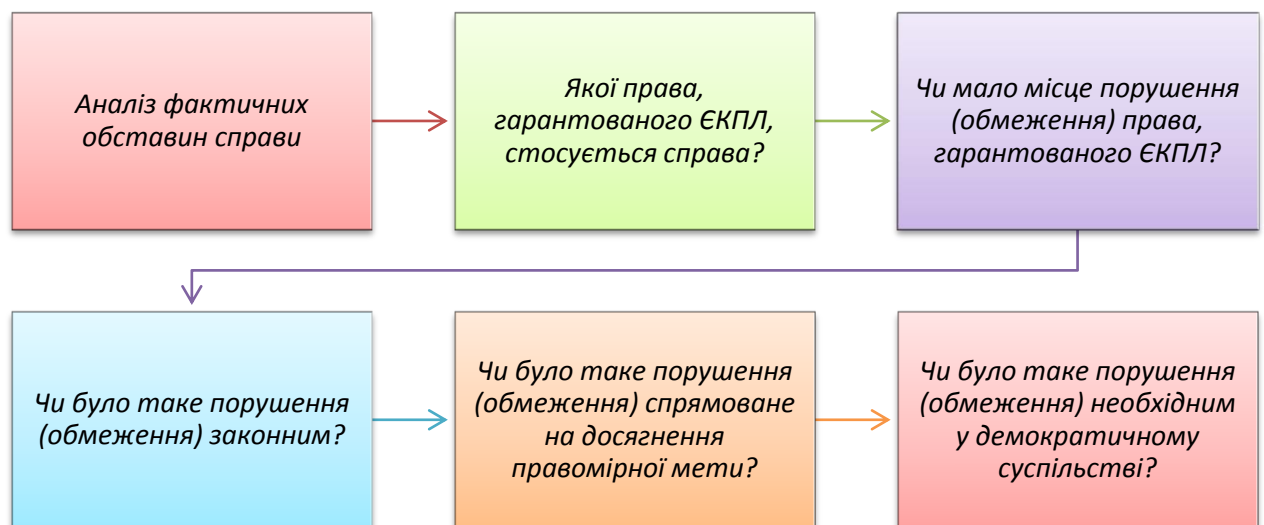 Аналіз фактичних
обставин справи
Якої права,
гарантованого ЄКПЛ,
стосується справа?
Чи мало місце порушення
(обмеження) права,
гарантованого ЄКПЛ?
Чи було таке порушення
(обмеження) законним?
Чи було таке порушення
(обмеження) спрямоване
на досягнення
правомірної мети?
Чи було таке порушення
(обмеження) необхідним
у демократичному
суспільстві?